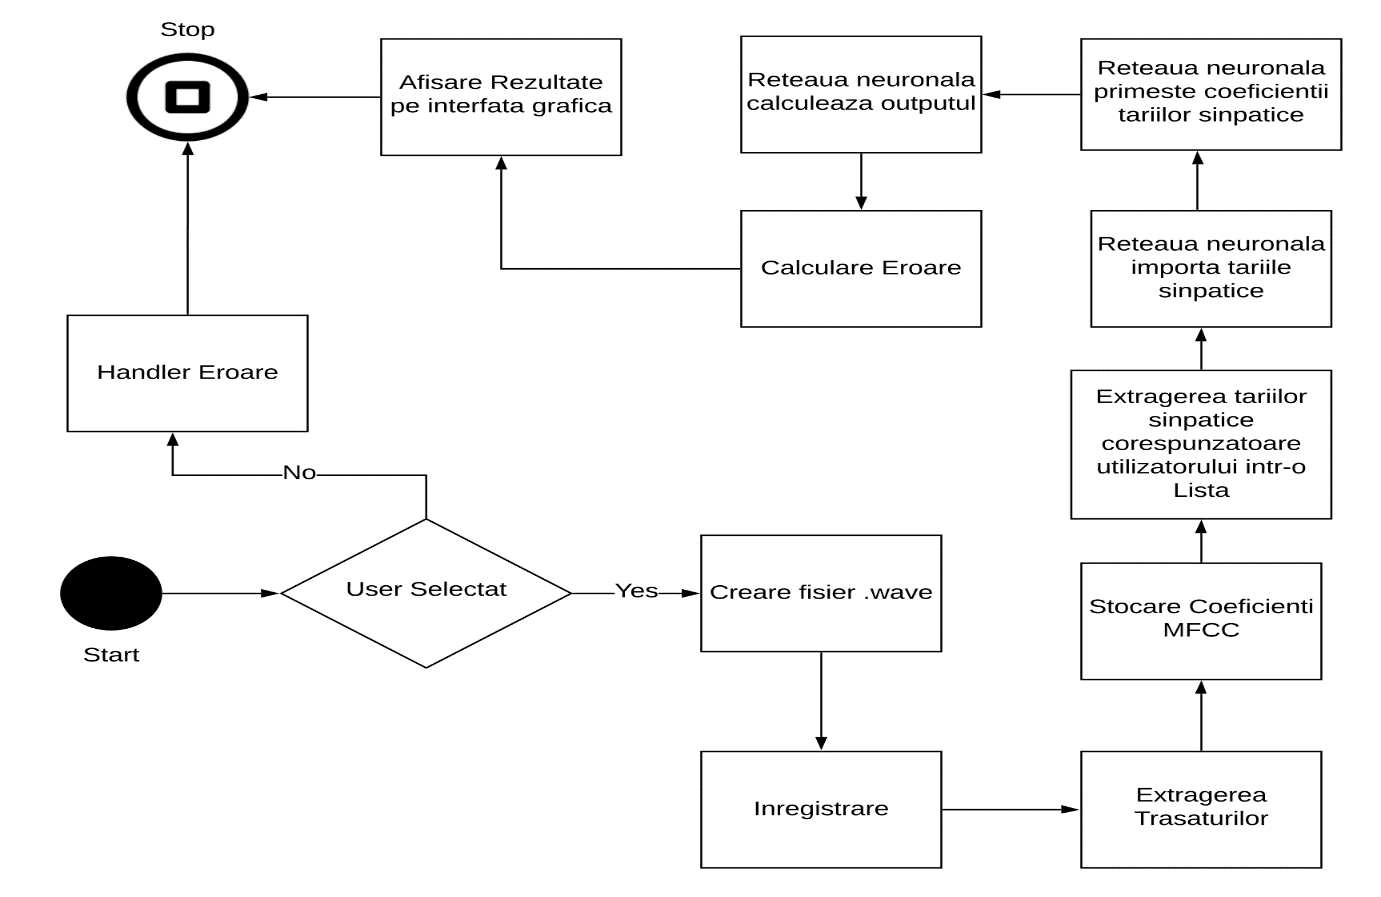 Stop
Afisare Rezultate
pe interfata grafica
Reteaua neuronala
calculeaza outputul
Reteaua neuronala
primeste coeficientii
tariilor sinpatice
Calculare Eroare
Reteaua neuronala
importa tariile
sinpatice
Handler Eroare
Extragerea tariilor
sinpatice
corespunzatoare
utilizatorului intr-o
Lista
No
User Selectat
Yes
Creare fisier .wave
Stocare Coeficienti
MFCC
Start
Inregistrare
Extragerea
Trasaturilor